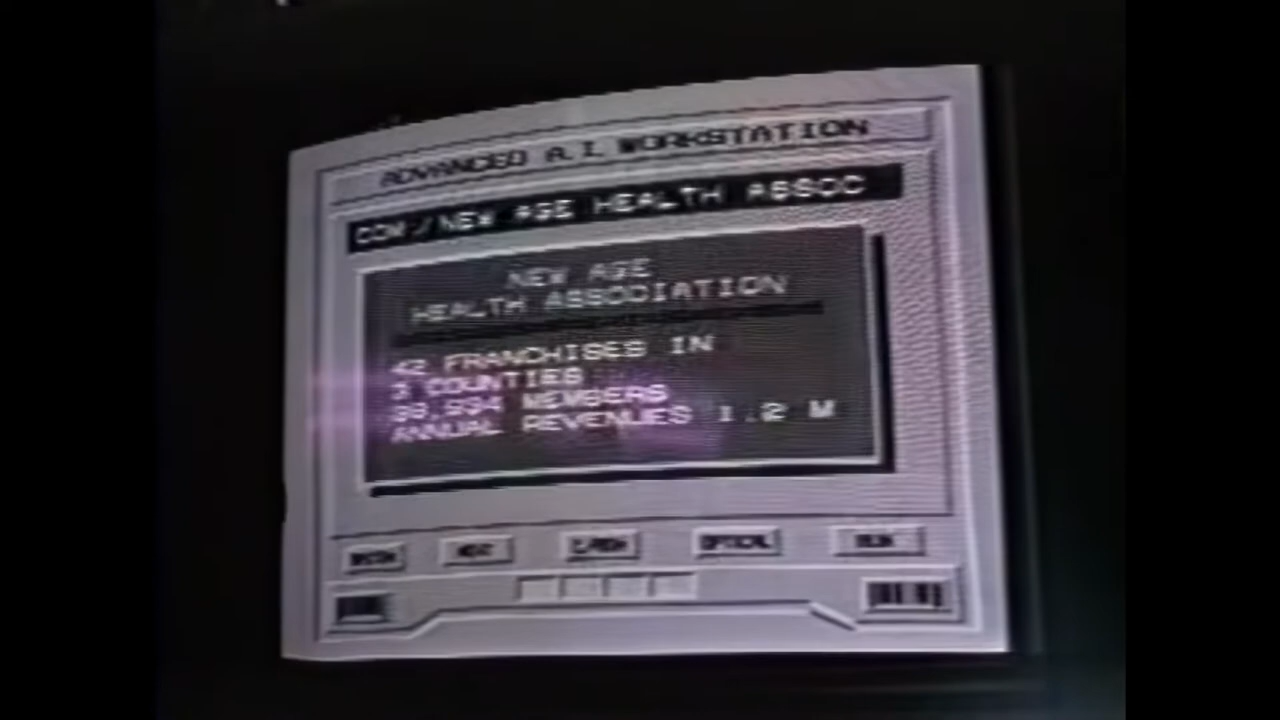 ADVANCED A.I. WORKSTATION
COM:/NEW AGE HEALTH ASSOC
NEW AGE
HEALTH ASSOCIATION
42 FRANCHISES IN
3 COUNTIES
MEMBERS
ANNUAL REVENUES 1.2 M
OPTICAL